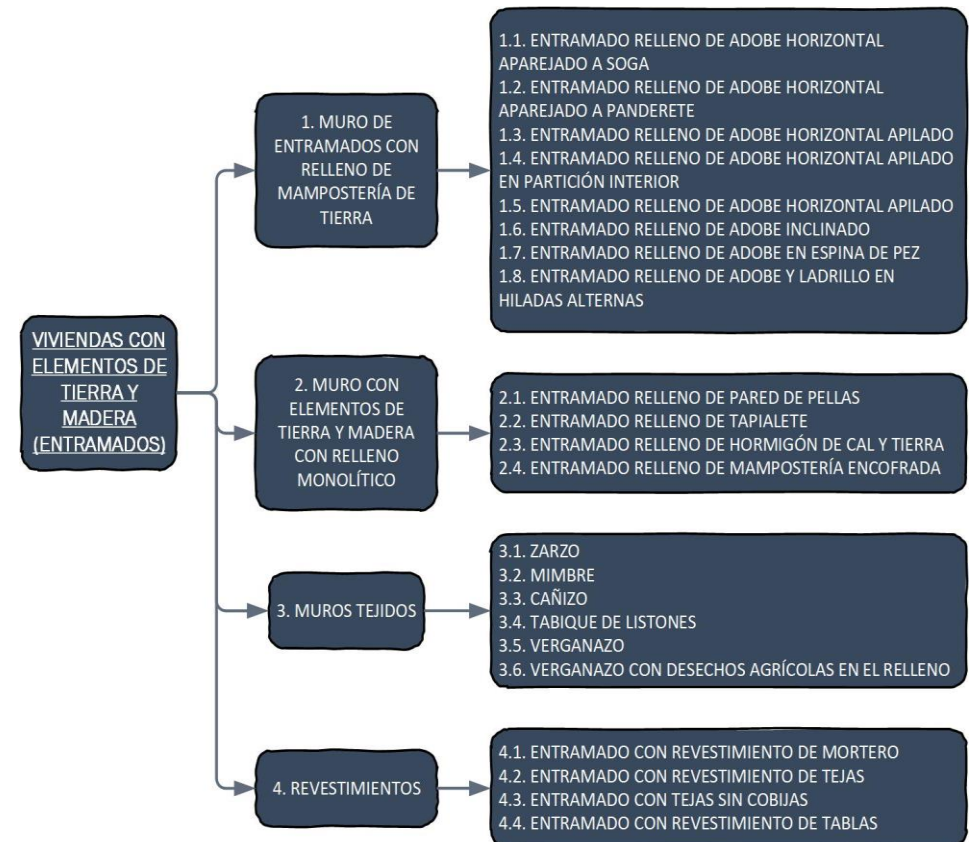 VIVIENDAS CON
ELEMENTOS DE
TIERRA Y
MADERA
(ENTRAMADOS)
1. MURO DE
ENTRAMADOS CON
RELLENO DE
MAMPOSTERÍA DE
TIERRA
1.1. ENTRAMADO RELLENO DE ADOBE HORIZONTAL
APAREJADO A SOGA
1.2. ENTRAMADO RELLENO DE ADOBE HORIZONTAL
APAREJADO A PANDERETE
1.3. ENTRAMADO RELLENO DE ADOBE HORIZONTAL APILADO
1.4. ENTRAMADO RELLENO DE ADOBE HORIZONTAL APILADO
EN PARTICIÓN INTERIOR
1.5. ENTRAMADO RELLENO DE ADOBE HORIZONTAL APILADO
1.6. ENTRAMADO RELLENO DE ADOBE INCLINADO
1.7. ENTRAMADO RELLENO DE ADOBE EN ESPINA DE PEZ
1.8. ENTRAMADO RELLENO DE ADOBE Y LADRILLO EN
HILADAS ALTERNAS
2. MURO CON
ELEMENTOS DE
TIERRA Y MADERA
CON RELLENO
MONOLÍTICO
2.1. ENTRAMADO RELLENO DE PARED DE PELLAS
2.2. ENTRAMADO RELLENO DE TAPIALETE
2.3. ENTRAMADO RELLENO DE HORMIGÓN DE CAL Y TIERRA
2.4. ENTRAMADO RELLENO DE MAMPOSTERÍA ENCOFRADA
3. MUROS TEJIDOS
3.1. ZARZO
3.2. MIMBRE
3.3. CAÑIZO
3.4. TABIQUE DE LISTONES
3.5. VERGANAZO
3.6. VERGANAZO CON DESECHOS AGRÍCOLAS EN EL RELLENO
4. REVESTIMIENTOS
4.1. ENTRAMADO CON REVESTIMIENTO DE MORTERO
4.2. ENTRAMADO CON REVESTIMIENTO DE TEJAS
4.3. ENTRAMADO CON TEJAS SIN COBIJAS
4.4. ENTRAMADO CON REVESTIMIENTO DE TABLAS